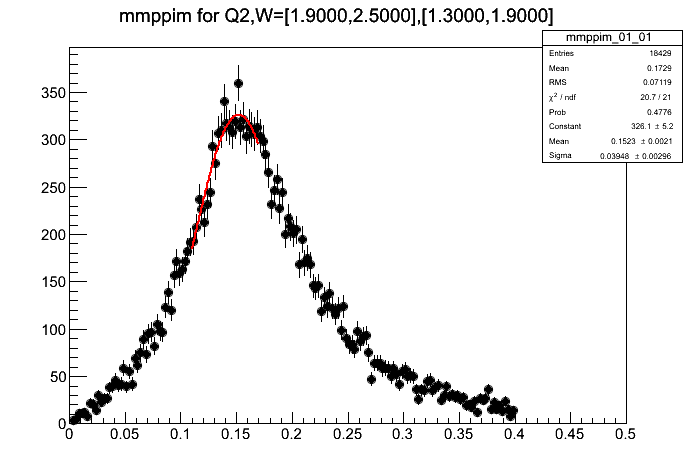 mmppim for Q2,W=[1.9000,2.5000],[1.3000,1.9000]
mmppim_01_01
Entries 18429
Mean 0.1729
RMS 0.07119
χ² / ndf 20.7 / 21
Prob 0.4776
Constant 326.1 ± 5.2
Mean 0.1523 ± 0.0021
Sigma 0.03948 ± 0.00296
350
300
250
200
150
100
50
0
0 0.05 0.1 0.15 0.2 0.25 0.3 0.35 0.4 0.45 0.5